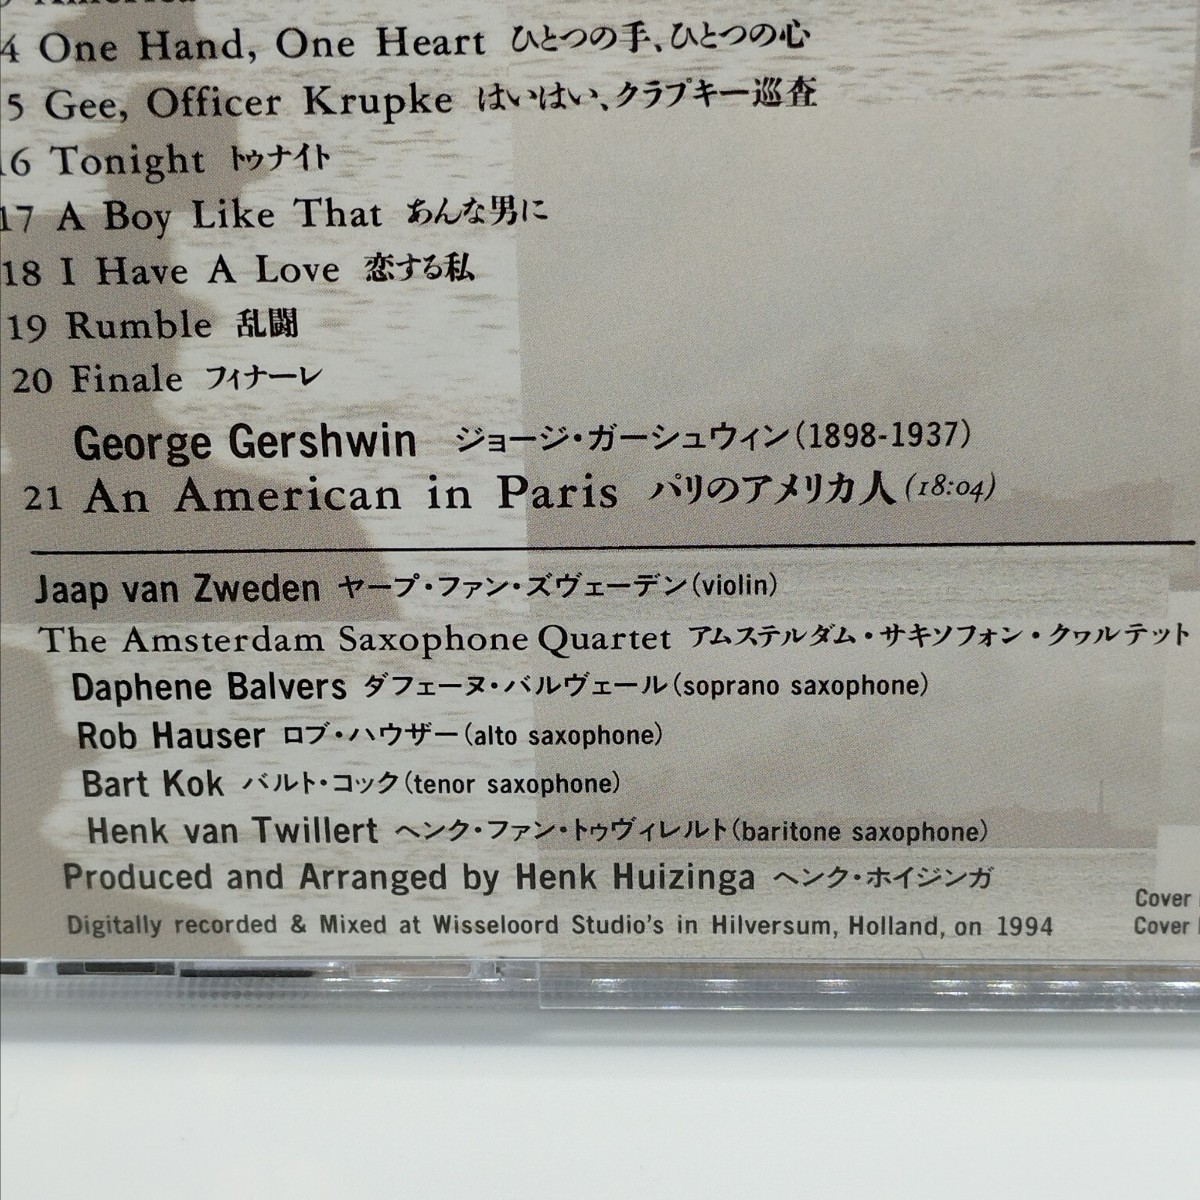 4 One Hand, One Heart ひとつの手、ひとつの心
5 Gee, Officer Krupke はいはい、クラプキー巡査
16 Tonight トゥナイト
17 A Boy Like That あんな男に
18 I Have A Love 恋する私
19 Rumble 乱闘
20 Finale フィナーレ
George Gershwin ジョージ・ガーシュウィン(1898-1937)
21 An American in Paris パリのアメリカ人(18:04)
Jaap van Zweden ヤープ・ファン・ズヴェーデン(violin)
The Amsterdam Saxophone Quartet アムステルダム・サキソフォン・クヮルテット
Daphene Balvers ダフェーヌ・バルヴェール(soprano saxophone)
Rob Hauser ロブ・ハウザー(alto saxophone)
Bart Kok バルト・コック(tenor saxophone)
Henk van Twillert ヘンク・ファン・トゥヴィレルト(baritone saxophone)
Produced and Arranged by Henk Huizinga ヘンク・ホイジンガ
Digitally recorded & Mixed at Wisseloord Studio's in Hilversum, Holland, on 1994
Cover
Cover